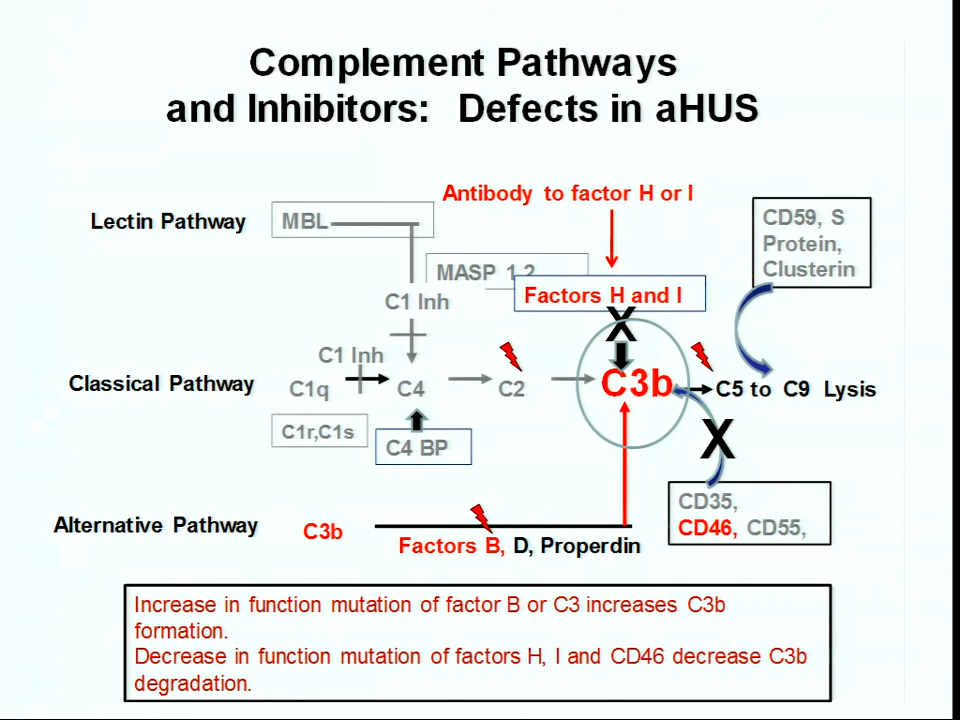 Complement Pathways
and Inhibitors: Defects in aHUS
Antibody to factor H or I
Lectin Pathway
MBL
CD59, S
Protein,
Clusterin
MASP 1,2
Factors H and I
C1 Inh
X
C1 Inh
Classical Pathway
C1q
C4
C2
C3b
C5 to C9 Lysis
C1r,C1s
C4 BP
X
CD35,
CD46, CD55,
Alternative Pathway
C3b
Factors B, D, Properdin
Increase in function mutation of factor B or C3 increases C3b
formation.
Decrease in function mutation of factors H, I and CD46 decrease C3b
degradation.